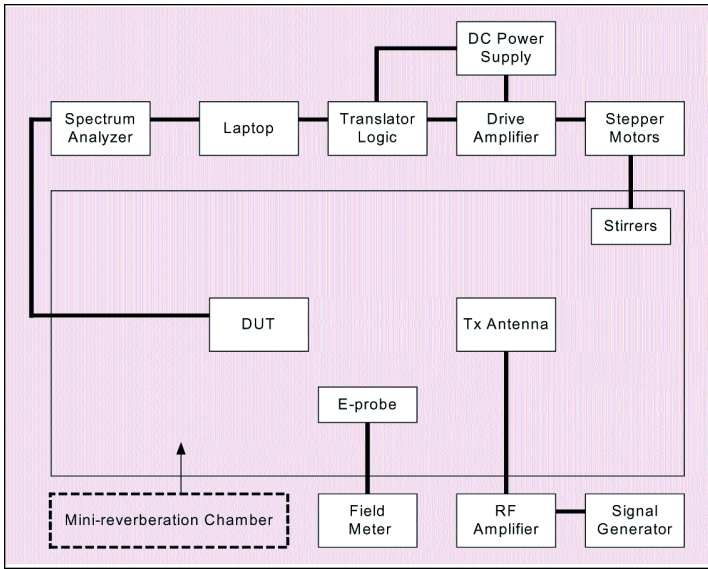 DC Power
Supply
Spectrum
Analyzer
Laptop
Translator
Logic
Drive
Amplifier
Stepper
Motors
Stirrers
DUT
Tx Antenna
E-probe
Mini-reverberation Chamber
Field
Meter
RF
Amplifier
Signal
Generator